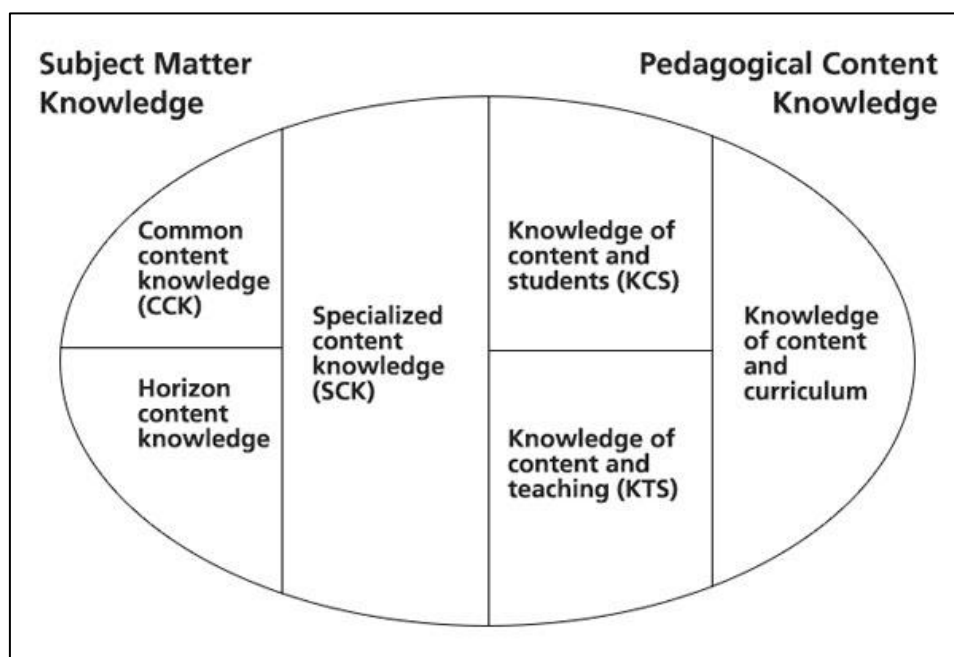 Subject Matter
Knowledge
Pedagogical Content
Knowledge
Common
content
knowledge
(CCK)
Horizon
content
knowledge
Specialized
content
knowledge
(SCK)
Knowledge of
content and
students (KCS)
Knowledge of
content and
teaching (KTS)
Knowledge
of content
and
curriculum